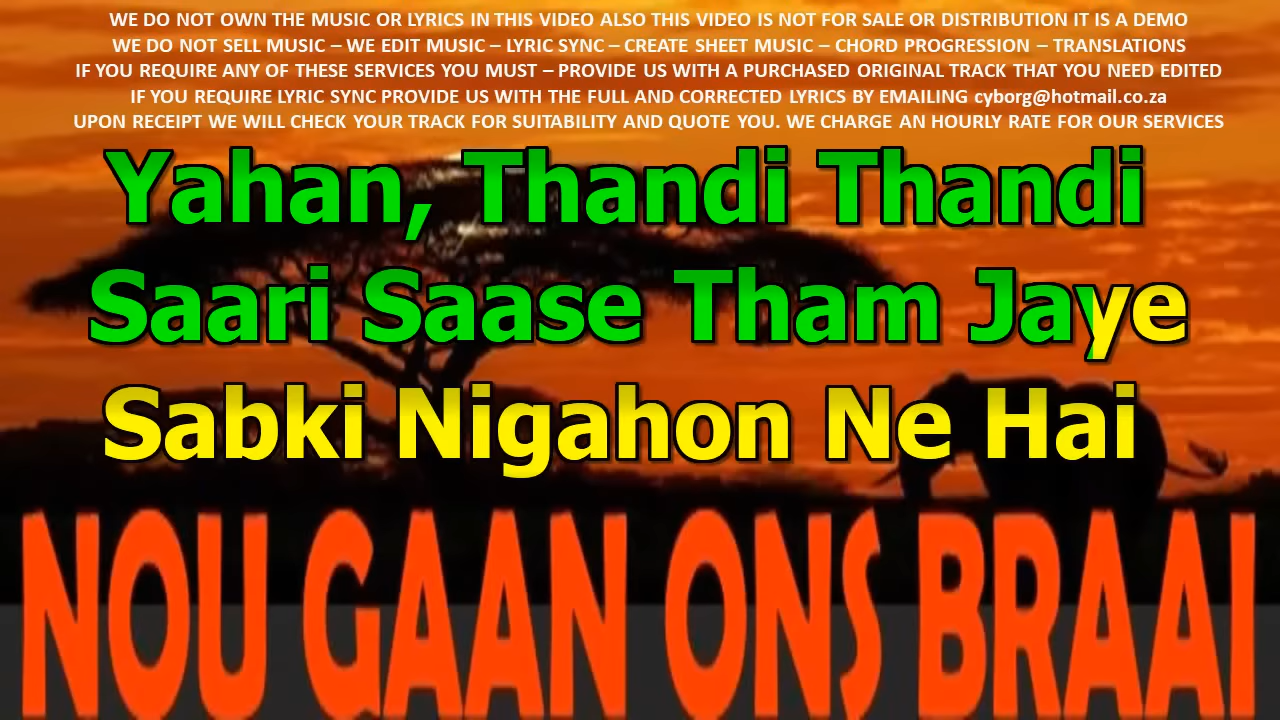 WE DO NOT OWN THE MUSIC OR LYRICS IN THIS VIDEO ALSO THIS VIDEO IS NOT FOR SALE OR DISTRIBUTION IT IS A DEMO
WE DO NOT SELL MUSIC – WE EDIT MUSIC – LYRIC SYNC – CREATE SHEET MUSIC – CHORD PROGRESSION – TRANSLATIONS
IF YOU REQUIRE ANY OF THESE SERVICES YOU MUST – PROVIDE US WITH A PURCHASED ORIGINAL TRACK THAT YOU NEED EDITED
IF YOU REQUIRE LYRIC SYNC PROVIDE US WITH THE FULL AND CORRECTED LYRICS BY EMAILING cyborg@hotmail.co.za
UPON RECEIPT WE WILL CHECK YOUR TRACK FOR SUITABILITY AND QUOTE YOU. WE CHARGE AN HOURLY RATE FOR OUR SERVICES
Yahan, Thandi Thandi
Saari Saase Tham Jaye
Sabki Nigahon Ne Hai
NOU GAAN ONS BRAAI